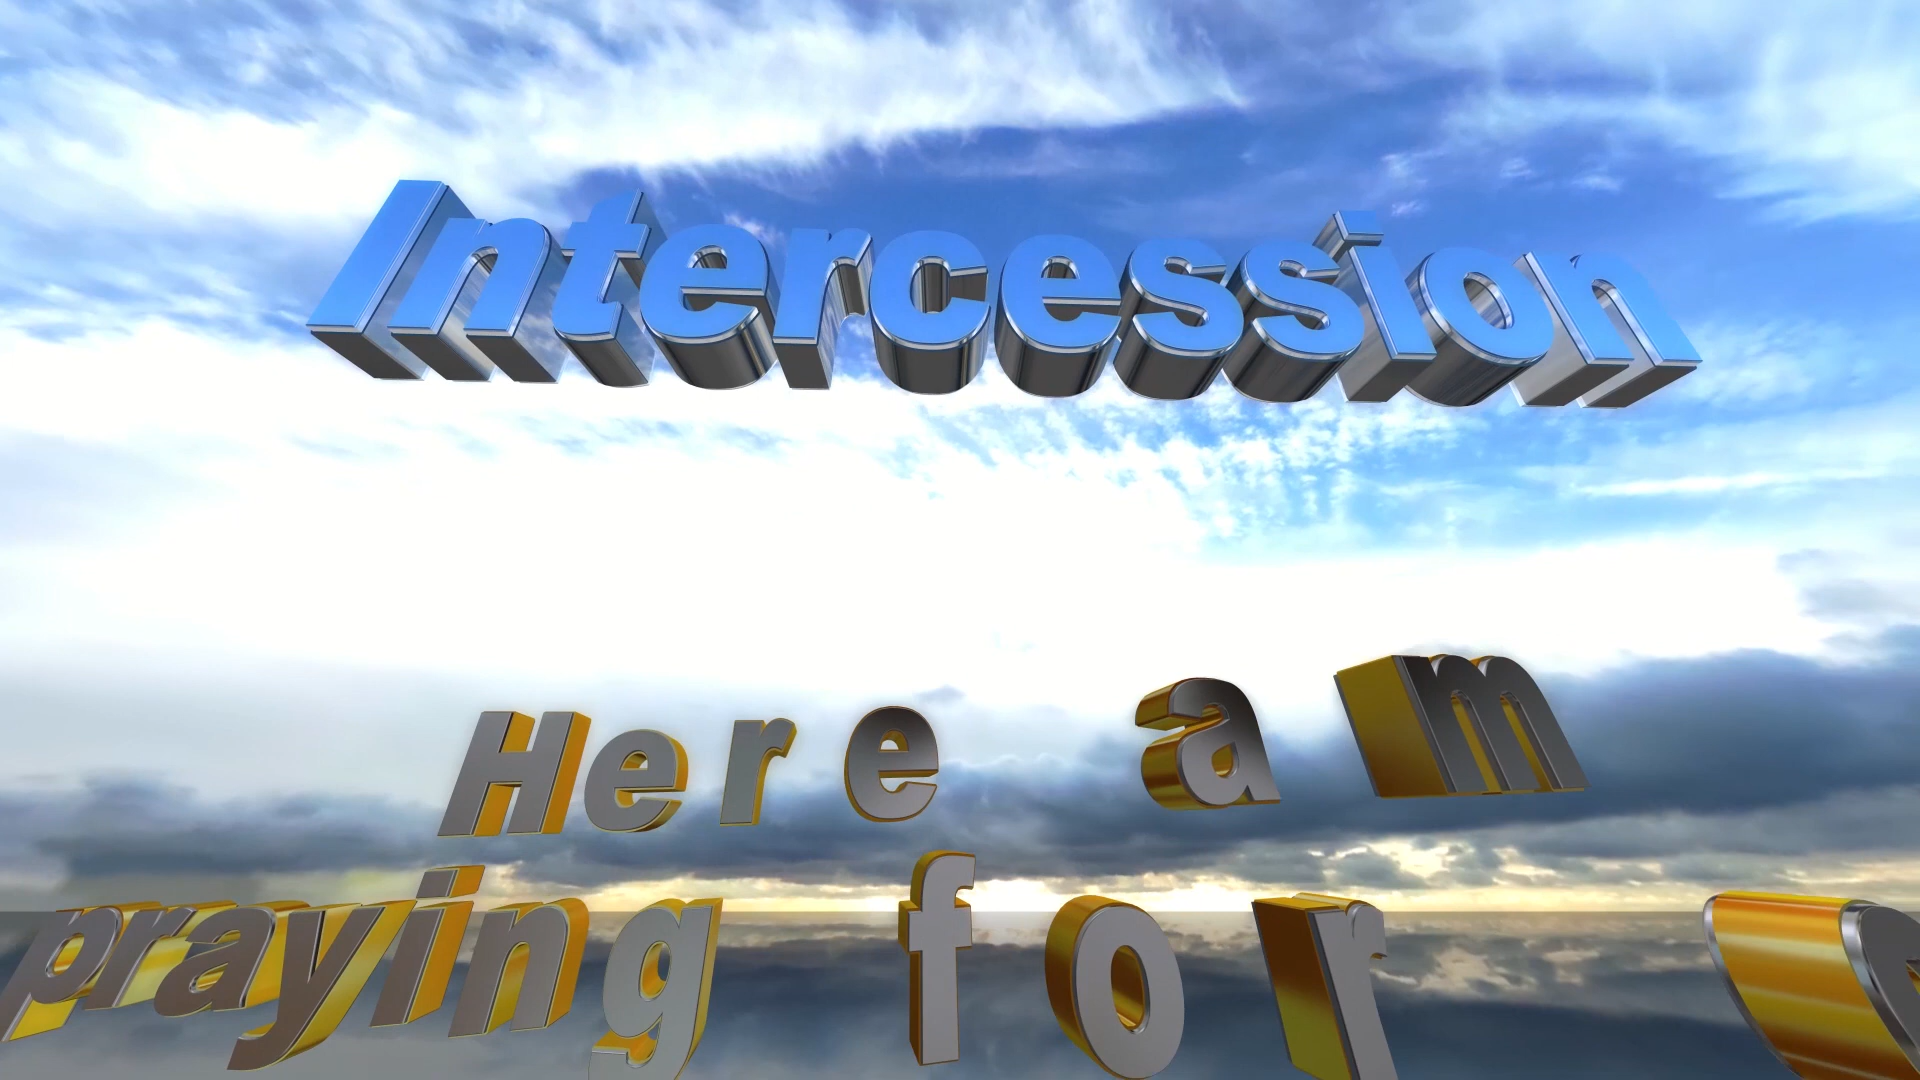 Intercession
Here am
praying for